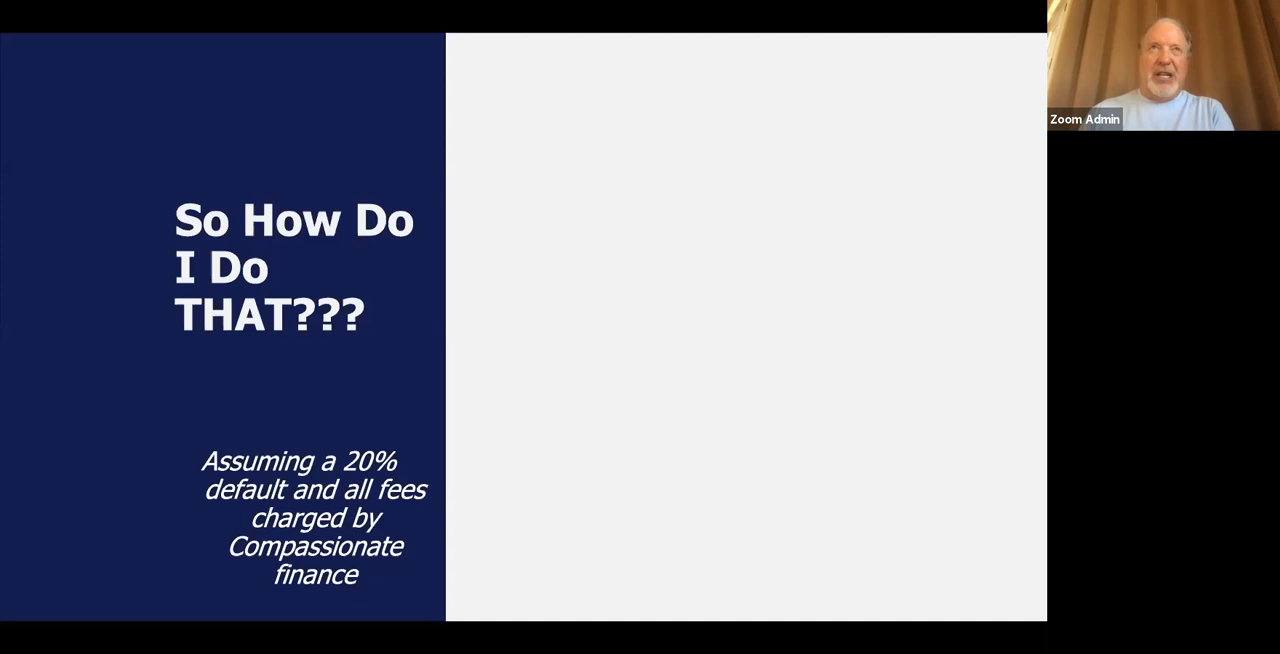 So How Do
I Do
THAT???
Assuming a 20%
default and all fees
charged by
Compassionate
finance
Zoom Admin